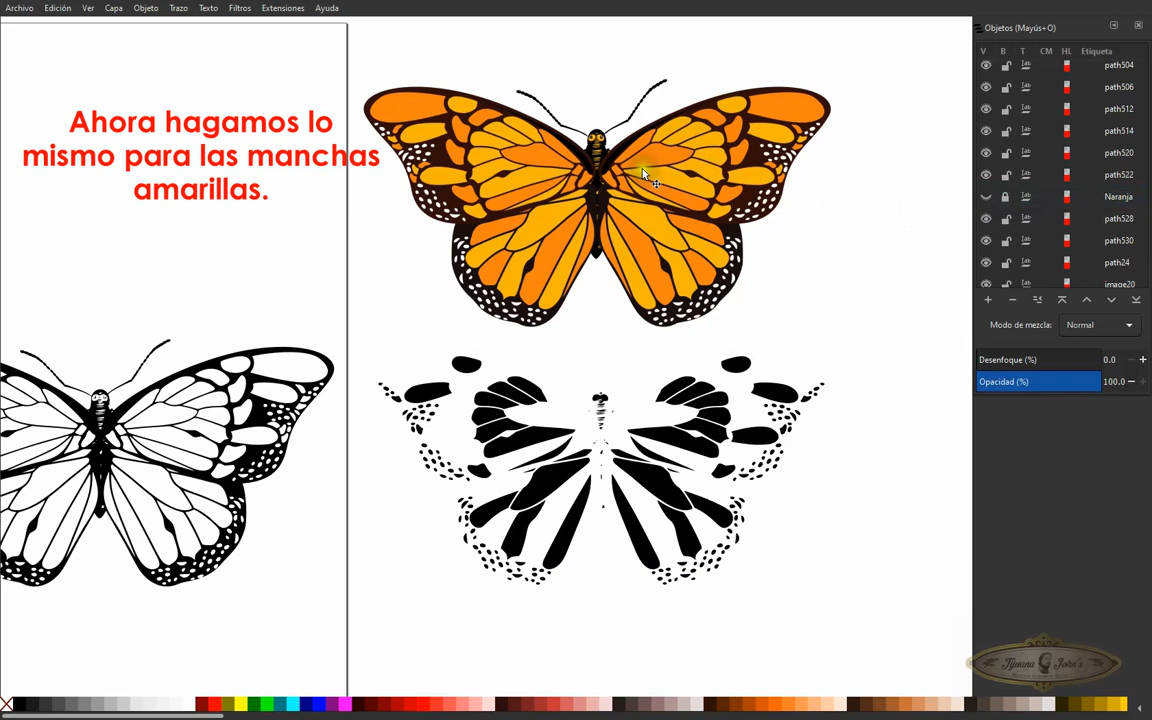 Archivo Edición Ver Capa Objeto Trazo Texto Filtros Extensiones Ayuda
Ahora hagamos lo
mismo para las manchas
amarillas.
Objetos (Mayús+O)
V B T CM HL Etiqueta
path504
path506
path512
path514
path520
path522
Naranja
path528
path530
path24
image20
Modo de mezcla: Normal
Desenfoque (%) 0.0
Opacidad (%) 100.0
Tijuana John's